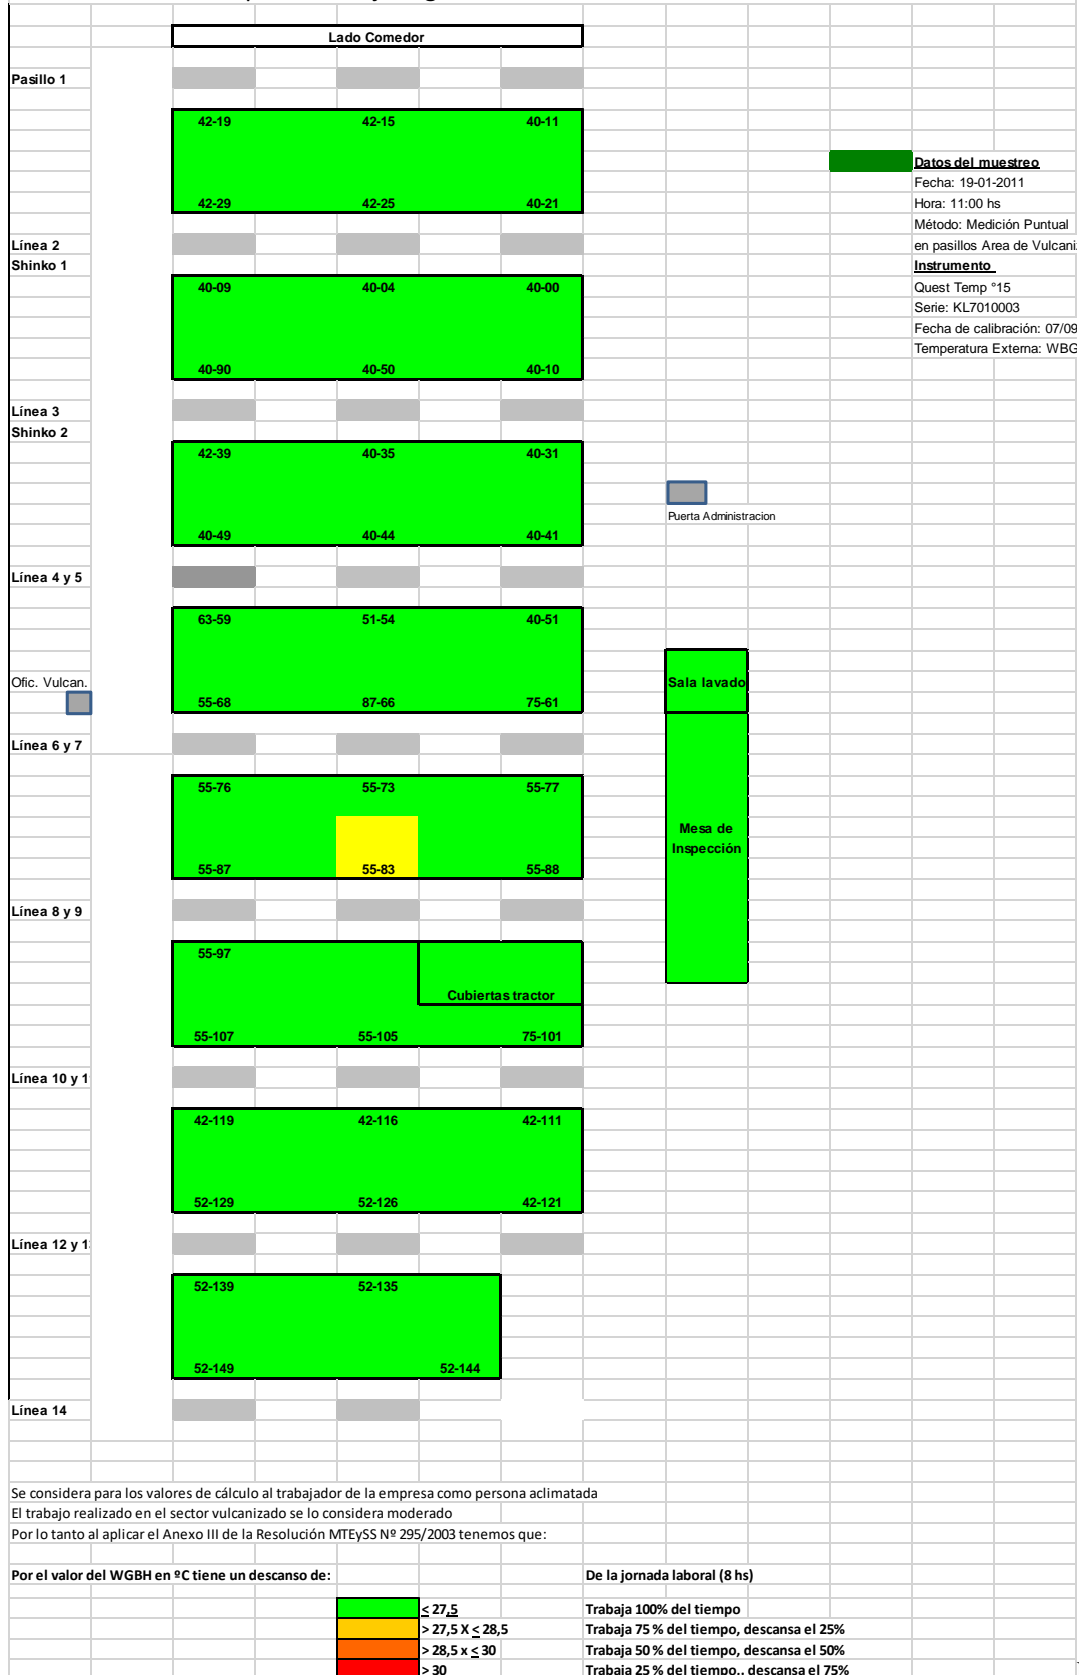 Lado Comedor
Pasillo 1
42-19 42-15 40-11
Datos del muestreo
Fecha: 19-01-2011
42-29 42-25 40-21
Hora: 11:00 hs
Método: Medición Puntual
Línea 2
en pasillos Area de Vulcani
Shinko 1
Instrumento
40-09 40-04 40-00
Quest Temp °15
Serie: KL7010003
Fecha de calibración: 07/09
Temperatura Externa: WBG
40-90 40-50 40-10
Línea 3
Shinko 2
42-39 40-35 40-31
Puerta Administracion
40-49 40-44 40-41
Línea 4 y 5
63-59 51-54 40-51
Ofic. Vulcan.
Sala lavado
55-68 87-66 75-61
Línea 6 y 7
55-76 55-73 55-77
Mesa de
Inspección
55-87 55-83 55-88
Línea 8 y 9
55-97
Cubiertas tractor
55-107 55-105 75-101
Línea 10 y 1
42-119 42-116 42-111
52-129 52-126 42-121
Línea 12 y 1
52-139 52-135
52-149 52-144
Línea 14
Se considera para los valores de cálculo al trabajador de la empresa como persona aclimatada
El trabajo realizado en el sector vulcanizado se lo considera moderado
Por lo tanto al aplicar el Anexo III de la Resolución MTEySS Nº 295/2003 tenemos que:
Por el valor del WGBH en ºC tiene un descanso de: De la jornada laboral (8 hs)
≤ 27,5 Trabaja 100% del tiempo
> 27,5 X ≤ 28,5 Trabaja 75 % del tiempo, descansa el 25%
> 28,5 x ≤ 30 Trabaja 50 % del tiempo, descansa el 50%
> 30 Trabaja 25 % del tiempo., descansa el 75%